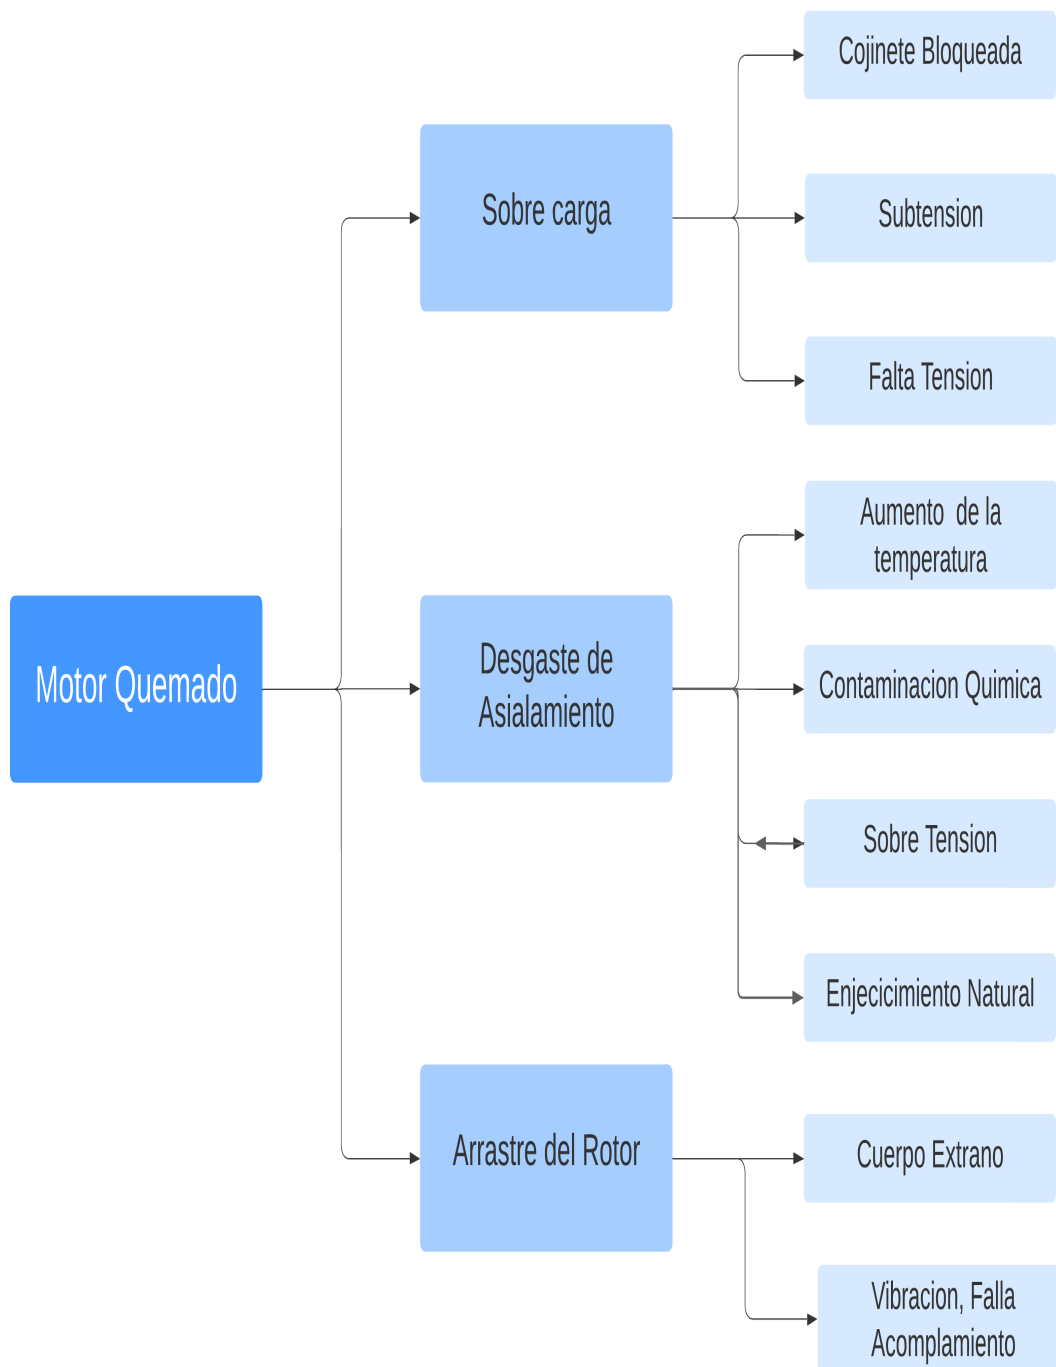 Motor Quemado
Sobre carga
Cojinete Bloqueada
Subtension
Falta Tension
Desgaste de
Asialamiento
Aumento  de la
temperatura
Contaminacion Quimica
Sobre Tension
Enjecicimiento Natural
Arrastre del Rotor
Cuerpo Extrano
Vibracion, Falla
Acomplamiento